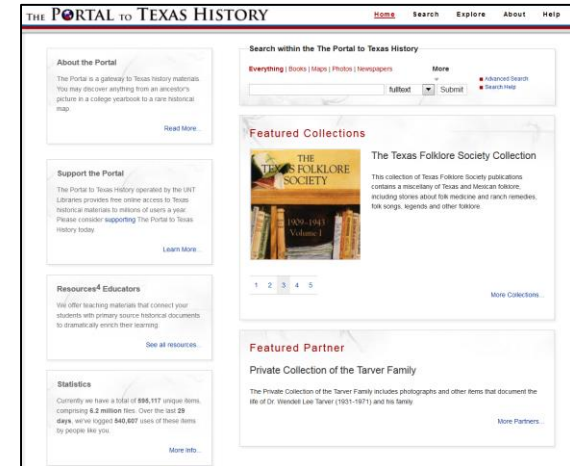 THE PORTAL TO TEXAS HISTORY
Home Search Explore About Help
About the Portal
The Portal is a gateway to Texas history materials.
You may discover anything from an ancestor's
picture in a college yearbook to a rare historical
map.
Read More...
Support the Portal
The Portal to Texas History operated by the UNT
Libraries provides free online access to Texas
historical materials to millions of users a year.
Please consider supporting The Portal to Texas
History today.
Learn More...
Resources4 Educators
We offer teaching materials that connect your
students with primary source historical documents
to dramatically enrich their learning.
See all resources...
Statistics
Currently we have a total of unique items,
comprising 6.2 million files. Over the last 29
days, we've logged 540,607 uses of these items
by people like you.
More Info...
Search within the The Portal to Texas History
Everything | Books | Maps | Photos | Newspapers More
fulltext Submit
Advanced Search
Search Help
Featured Collections
THE
TEXAS FOLKLORE
SOCIETY
1909-1943
Volume I
The Texas Folklore Society Collection
This collection of Texas Folklore Society publications
contains a miscellany of Texas and Mexican folklore,
including stories about folk medicine and ranch remedies,
folk songs, legends and other folklore.
1 2 3 4 5
More Collections...
Featured Partner
Private Collection of the Tarver Family
The Private Collection of the Tarver Family includes photographs and other items that document the
life of Dr. Wendell Lee Tarver (1931-1971) and his family.
More Partners...